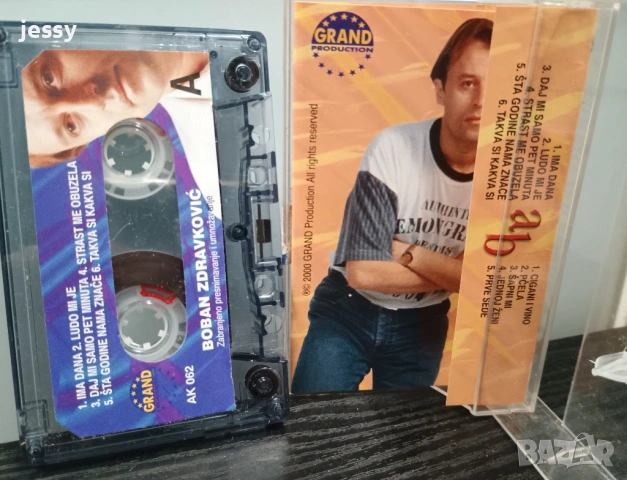 jessy
A
1. IMA DANA 2. LUDO MI JE
3. DAJ MI SAMO PET MINUTA 4. STRAST ME OBUZELA
5. ŠTA GODINE NAMA ZNAČE 6. TAKVA SI KAKVA SI
BOBAN ZDRAVKOVIĆ
Zabranjeno presnimavanje i umnožavanje
GRAND
AK 062
GRAND
PRODUCTION
℗© 2000 GRAND Production All rights reserved
AUTHENTIC
EMONGR
1. IMA DANA
2. LUDO MI JE
3. DAJ MI SAMO PET MINUTA
4. STRAST ME OBUZELA
5. ŠTA GODINE NAMA ZNAČE
6. TAKVA SI KAKVA SI
a
b
1. CIGANI I VINO
2. PČELA
3. ŠAPNI MI
4. JEDNOJ ŽENI
5. PRVE SEDE
BAZAR